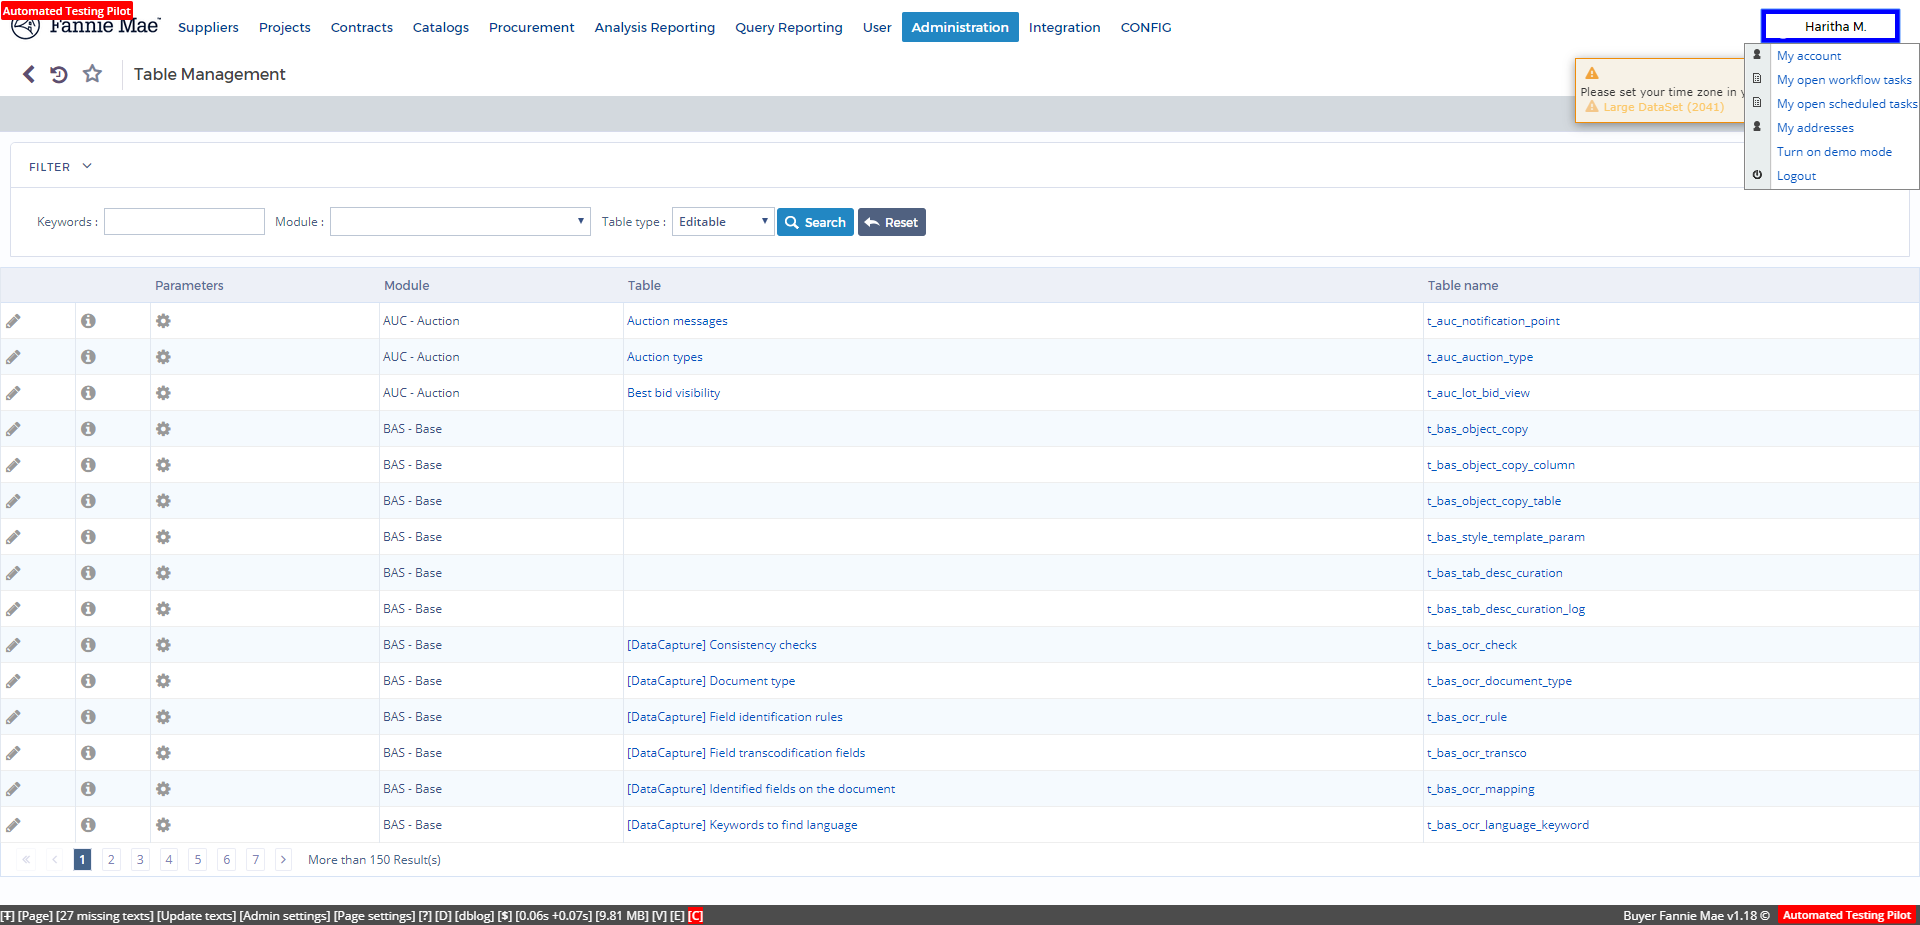 Automated Testing Pilot
Fannie Mae
Suppliers Projects Contracts Catalogs Procurement Analysis Reporting Query Reporting User Administration Integration CONFIG
Haritha M.
My account
My open workflow tasks
My open scheduled tasks
My addresses
Turn on demo mode
Logout
Table Management
Please set your time zone in y
Large DataSet (2041)
FILTER
Keywords : Module : Table type : Editable Search Reset
Parameters Module Table Table name
AUC - Auction Auction messages t_auc_notification_point
AUC - Auction Auction types t_auc_auction_type
AUC - Auction Best bid visibility t_auc_lot_bid_view
BAS - Base t_bas_object_copy
BAS - Base t_bas_object_copy_column
BAS - Base t_bas_object_copy_table
BAS - Base t_bas_style_template_param
BAS - Base t_bas_tab_desc_curation
BAS - Base t_bas_tab_desc_curation_log
BAS - Base [DataCapture] Consistency checks t_bas_ocr_check
BAS - Base [DataCapture] Document type t_bas_ocr_document_type
BAS - Base [DataCapture] Field identification rules t_bas_ocr_rule
BAS - Base [DataCapture] Field transcodification fields t_bas_ocr_transco
BAS - Base [DataCapture] Identified fields on the document t_bas_ocr_mapping
BAS - Base [DataCapture] Keywords to find language t_bas_ocr_language_keyword
« ‹ 1 2 3 4 5 6 7 › More than 150 Result(s)
[T] [Page] [27 missing texts] [Update texts] [Admin settings] [Page settings] [?] [D] [dblog] [$] [0.06s +0.07s] [9.81 MB] [V] [E] [C]
Buyer Fannie Mae v1.18 © Automated Testing Pilot